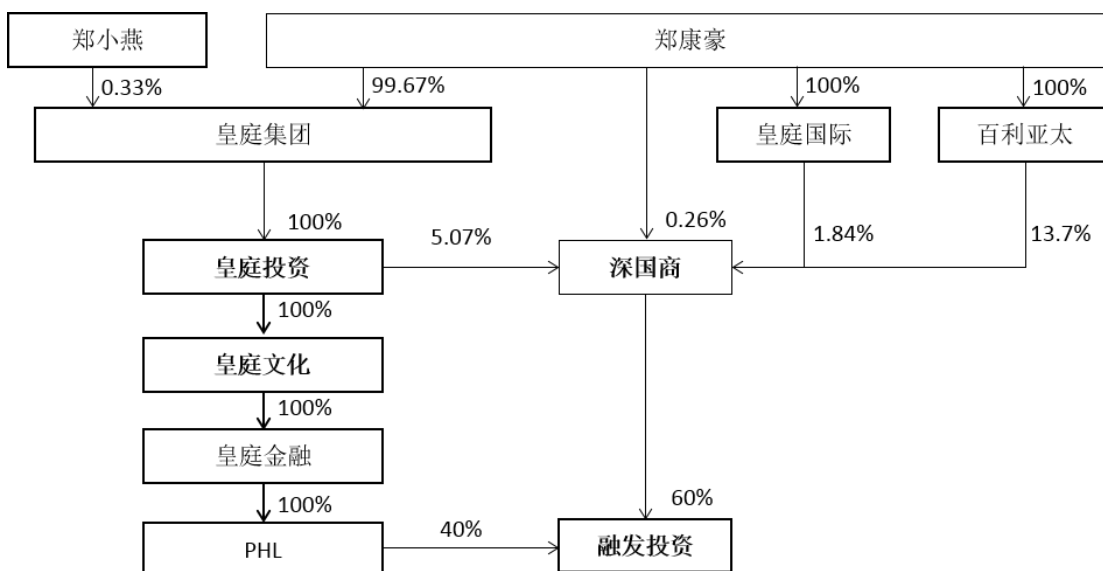 郑小燕
郑康豪
0.33%
99.67%
100%
100%
皇庭集团
皇庭国际
百利亚太
100%
5.07%
0.26%
1.84%
13.7%
皇庭投资
深国商
100%
皇庭文化
100%
皇庭金融
100%
40%
60%
PHL
融发投资